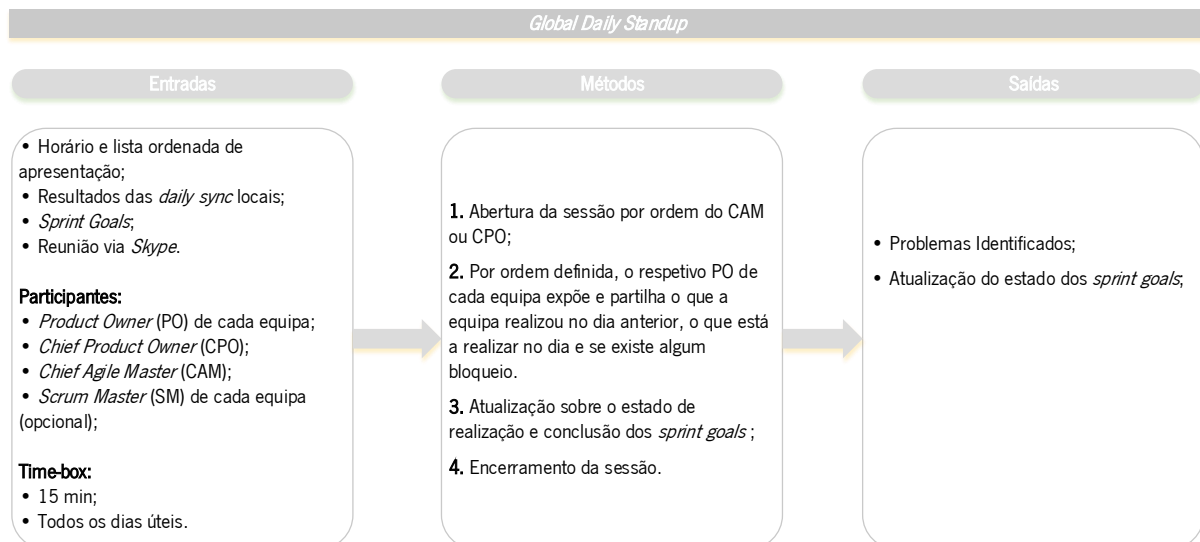 Global Daily Standup
Entradas
Métodos
Saídas
• Horário e lista ordenada de
apresentação;
• Resultados das daily sync locais;
• Sprint Goals;
• Reunião via Skype.
Participantes:
• Product Owner (PO) de cada equipa;
• Chief Product Owner (CPO);
• Chief Agile Master (CAM);
• Scrum Master (SM) de cada equipa
(opcional);
Time-box:
• 15 min;
• Todos os dias úteis.
1. Abertura da sessão por ordem do CAM
ou CPO;
2. Por ordem definida, o respetivo PO de
cada equipa expõe e partilha o que a
equipa realizou no dia anterior, o que está
a realizar no dia e se existe algum
bloqueio.
3. Atualização sobre o estado de
realização e conclusão dos sprint goals ;
4. Encerramento da sessão.
• Problemas Identificados;
• Atualização do estado dos sprint goals;